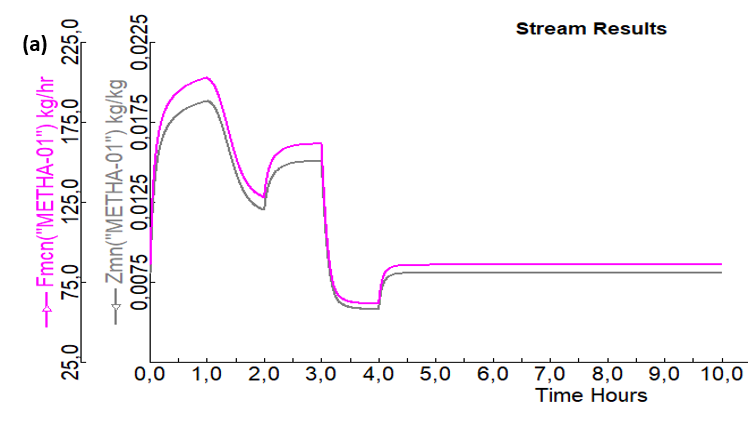 (a)
Stream Results
Fmcn("METHA-01") kg/hr
225,0
175,0
125,0
75,0
25,0
Zmn("METHA-01") kg/kg
0.0225
0.0175
0.0125
0.0075
0,0 1,0 2,0 3,0 4,0 5,0 6,0 7,0 8,0 9,0 10,0
Time Hours